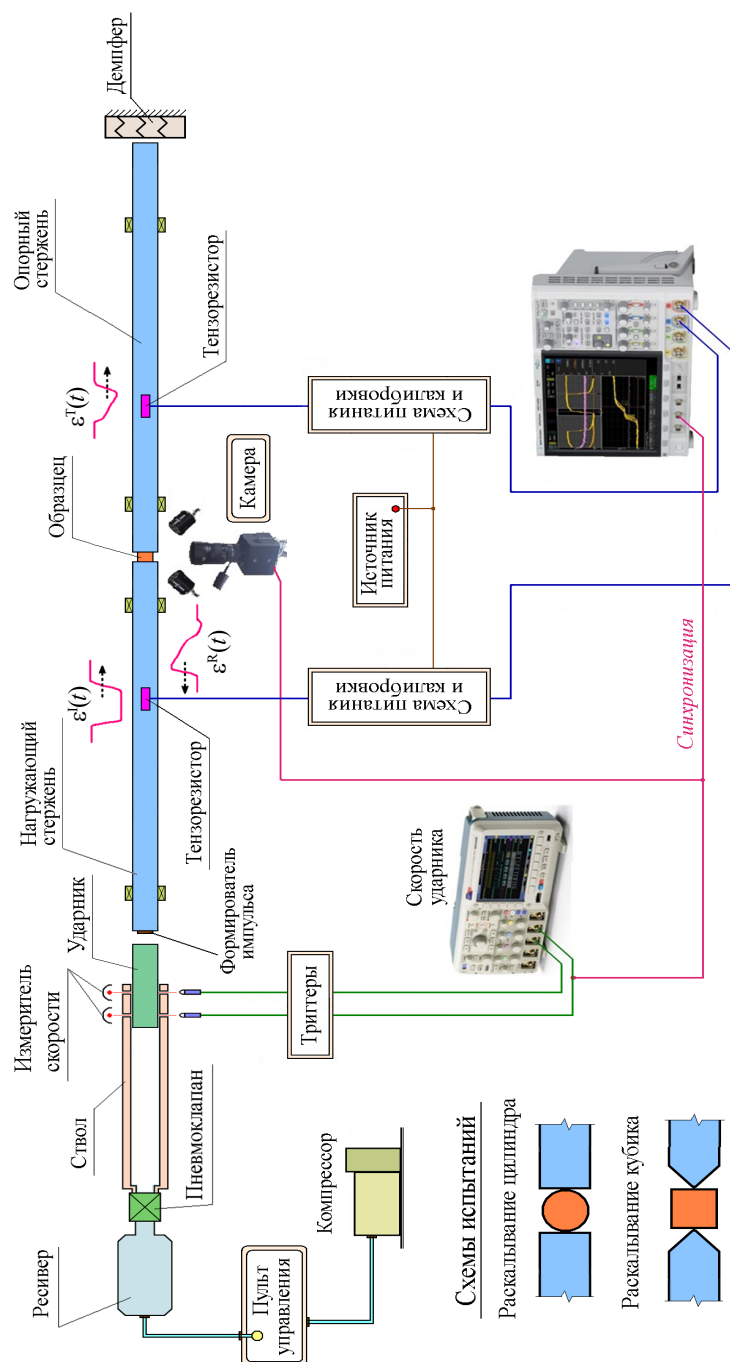 Ресивер
Ствол
Пневмоклапан
Измеритель
скорости
Ударник
Формирователь
импульса
Нагружающий
стержень
Тензорезистор
εI(t)
εR(t)
Образец
εT(t)
Опорный
стержень
Тензорезистор
Демпфер
Камера
Пульт
управления
Компрессор
Триггеры
Скорость
ударника
Схема питания
и калибровки
Источник
питания
Схема питания
и калибровки
Синхронизация
Схемы испытаний
Раскалывание цилиндра
Раскалывание кубика